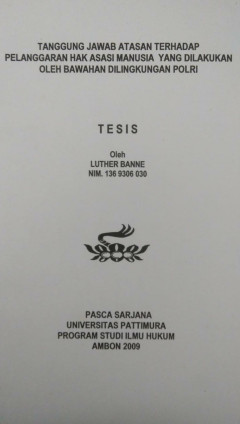 TANGGUNG JAWAB ATASAN TERHADAP
PELANGGARAN HAK ASASI MANUSIA YANG DILAKUKAN
OLEH BAWAHAN DILINGKUNGAN POLRI
TESIS
Oleh
LUTHER BANNE
NIM. 136 9306 030
PASCA SARJANA
UNIVERSITAS PATTIMURA
PROGRAM STUDI ILMU HUKUM
AMBON 2009